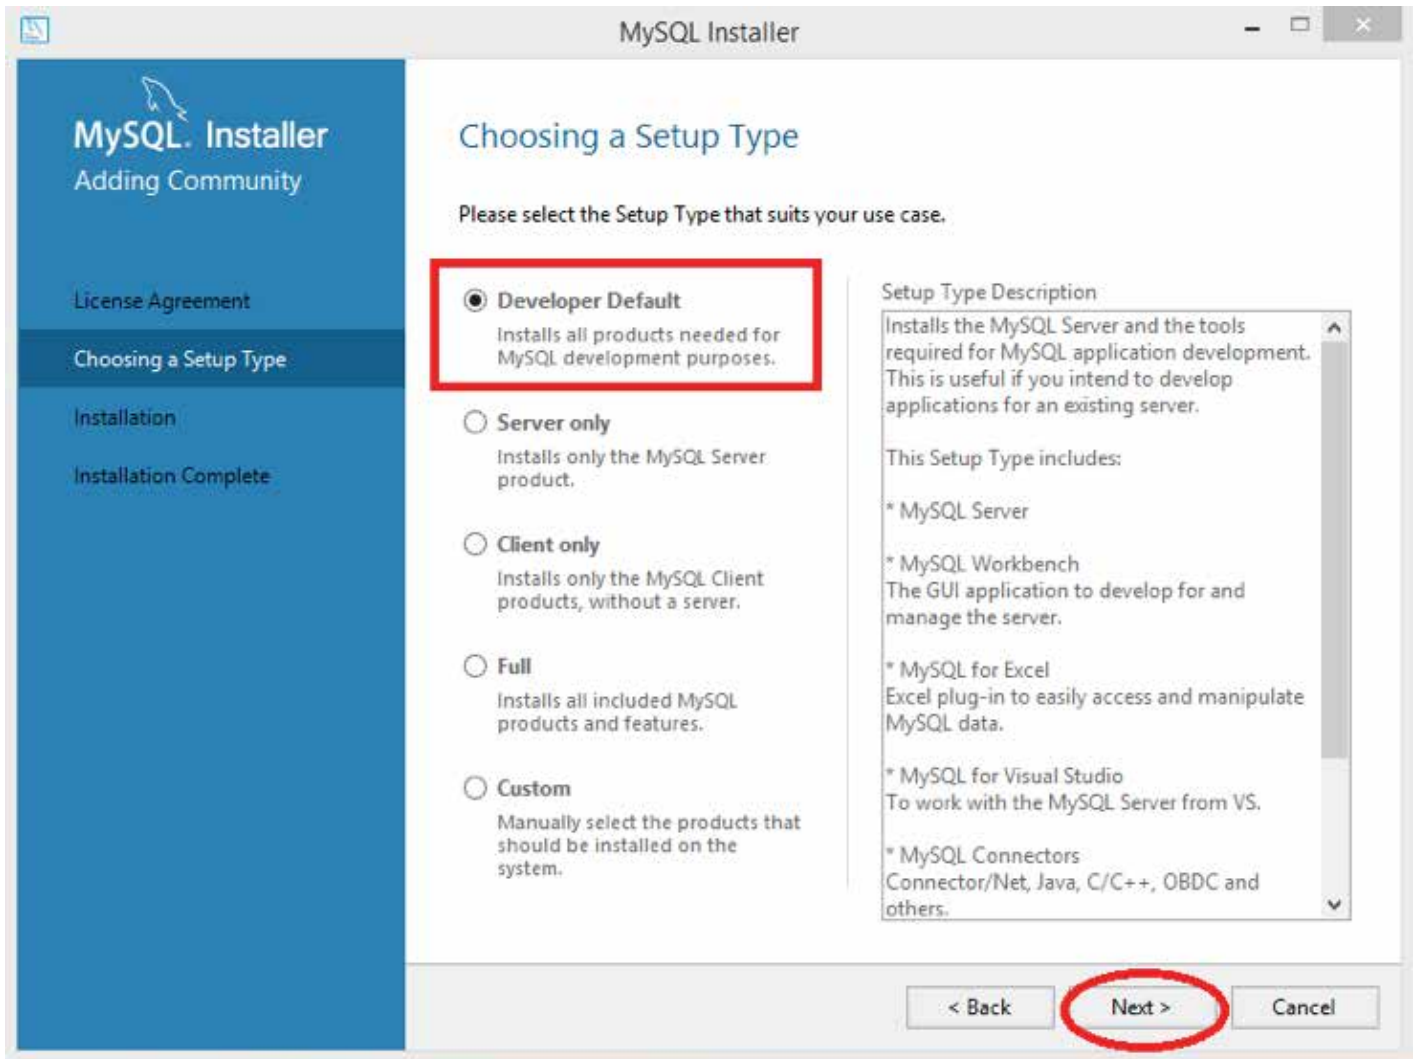 MySQL Installer
MySQL. Installer
Adding Community
License Agreement
Choosing a Setup Type
Installation
Installation Complete
Choosing a Setup Type
Please select the Setup Type that suits your use case.
Developer Default
Installs all products needed for
MySQL development purposes.
Server only
Installs only the MySQL Server
product.
Client only
Installs only the MySQL Client
products, without a server.
Full
Installs all included MySQL
products and features.
Custom
Manually select the products that
should be installed on the
system.
Setup Type Description
Installs the MySQL Server and the tools
required for MySQL application development.
This is useful if you intend to develop
applications for an existing server.
This Setup Type includes:
* MySQL Server
* MySQL Workbench
The GUI application to develop for and
manage the server.
* MySQL for Excel
Excel plug-in to easily access and manipulate
MySQL data.
* MySQL for Visual Studio
To work with the MySQL Server from VS.
* MySQL Connectors
Connector/Net, Java, C/C++, OBDC and
others.
< Back
Next >
Cancel